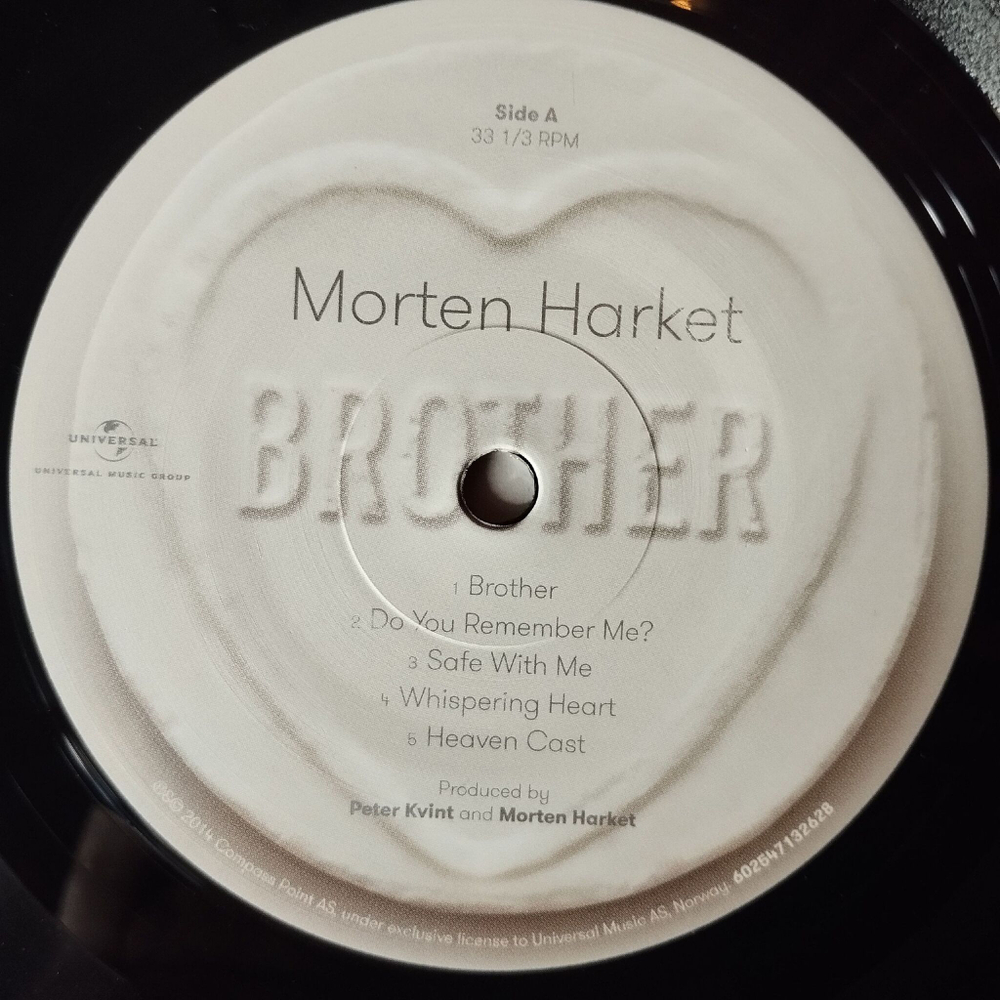 Side A
33 1/3 RPM
Morten Harket
BROTHER
UNIVERSAL
UNIVERSAL MUSIC GROUP
1 Brother
2 Do You Remember Me?
3 Safe With Me
4 Whispering Heart
5 Heaven Cast
Produced by
Peter Kvint and Morten Harket
℗&© 2014 Compass Point AS, under exclusive license to Universal Music AS, Norway. 602547132628